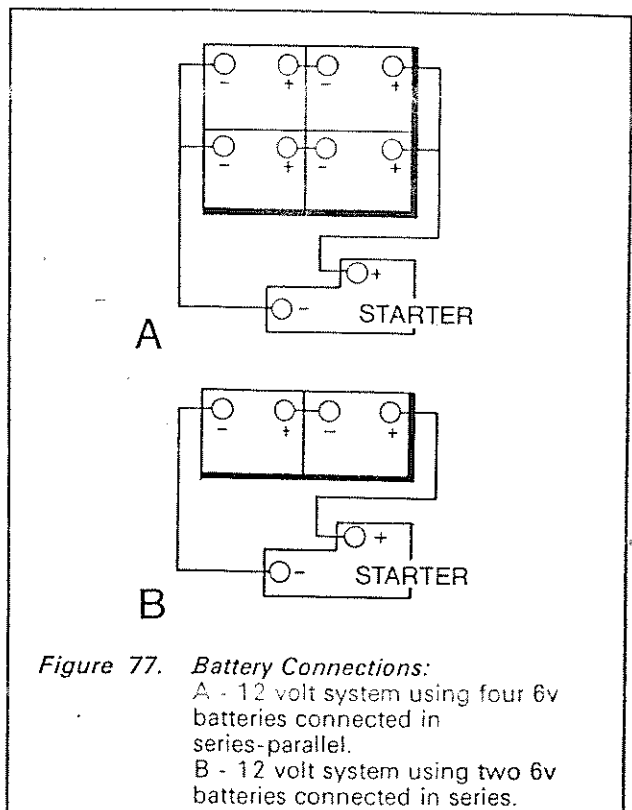 - + - +
- + - +
+
- STARTER
A
- + - +
+
- STARTER
B
Figure 77. Battery Connections:
A - 12 volt system using four 6v
batteries connected in
series-parallel.
B - 12 volt system using two 6v
batteries connected in series.